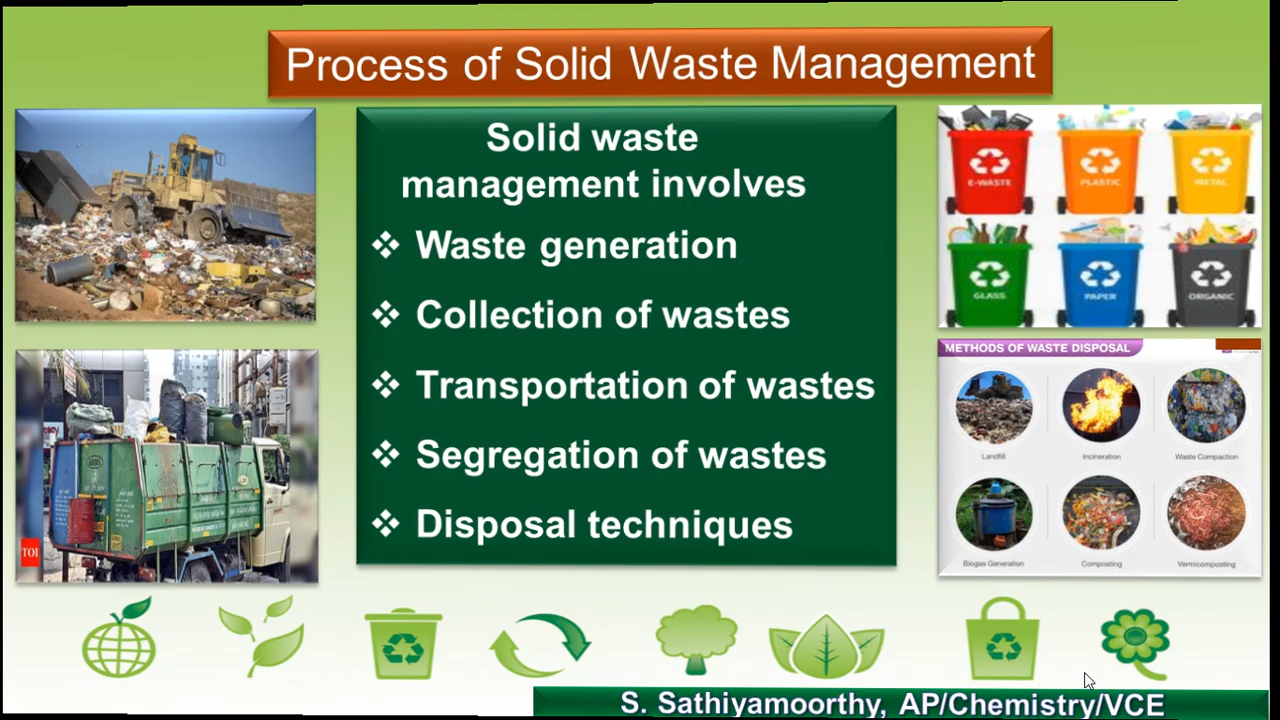 Process of Solid Waste Management
Solid waste
management involves
❖ Waste generation
❖ Collection of wastes
❖ Transportation of wastes
❖ Segregation of wastes
❖ Disposal techniques
TOI
E-WASTE
PLASTIC
METAL
GLASS
PAPER
ORGANIC
METHODS OF WASTE DISPOSAL
Landfill
Incineration
Waste Compaction
Biogas Generation
Composting
Vermicomposting
S. Sathiyamoorthy, AP/Chemistry/VCE